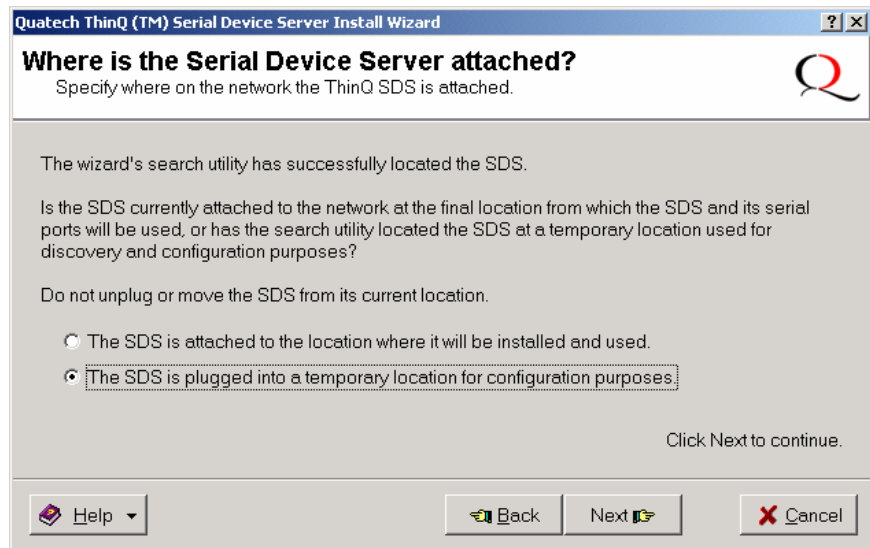 Quatech ThinQ (TM) Serial Device Server Install Wizard
Where is the Serial Device Server attached?
Specify where on the network the ThinQ SDS is attached.
The wizard's search utility has successfully located the SDS.
Is the SDS currently attached to the network at the final location from which the SDS and its serial
ports will be used, or has the search utility located the SDS at a temporary location used for
discovery and configuration purposes?
Do not unplug or move the SDS from its current location.
The SDS is attached to the location where it will be installed and used.
The SDS is plugged into a temporary location for configuration purposes.
Click Next to continue.
Help
Back
Next
Cancel